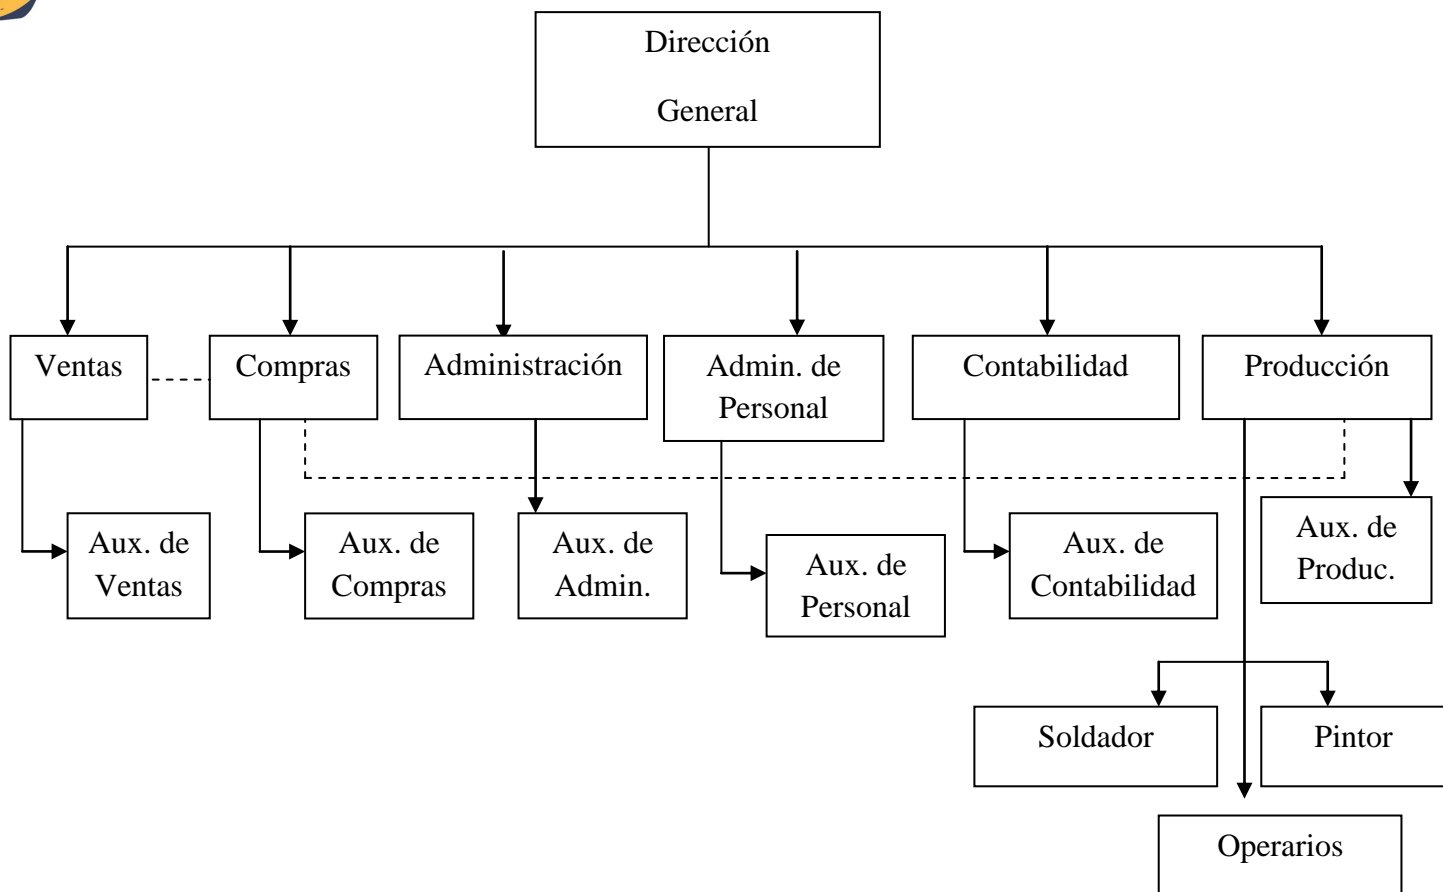 Dirección
General
Ventas
Compras
Administración
Admin. de
Personal
Contabilidad
Producción
Aux. de
Ventas
Aux. de
Compras
Aux. de
Admin.
Aux. de
Personal
Aux. de
Contabilidad
Aux. de
Produc.
Soldador
Pintor
Operarios